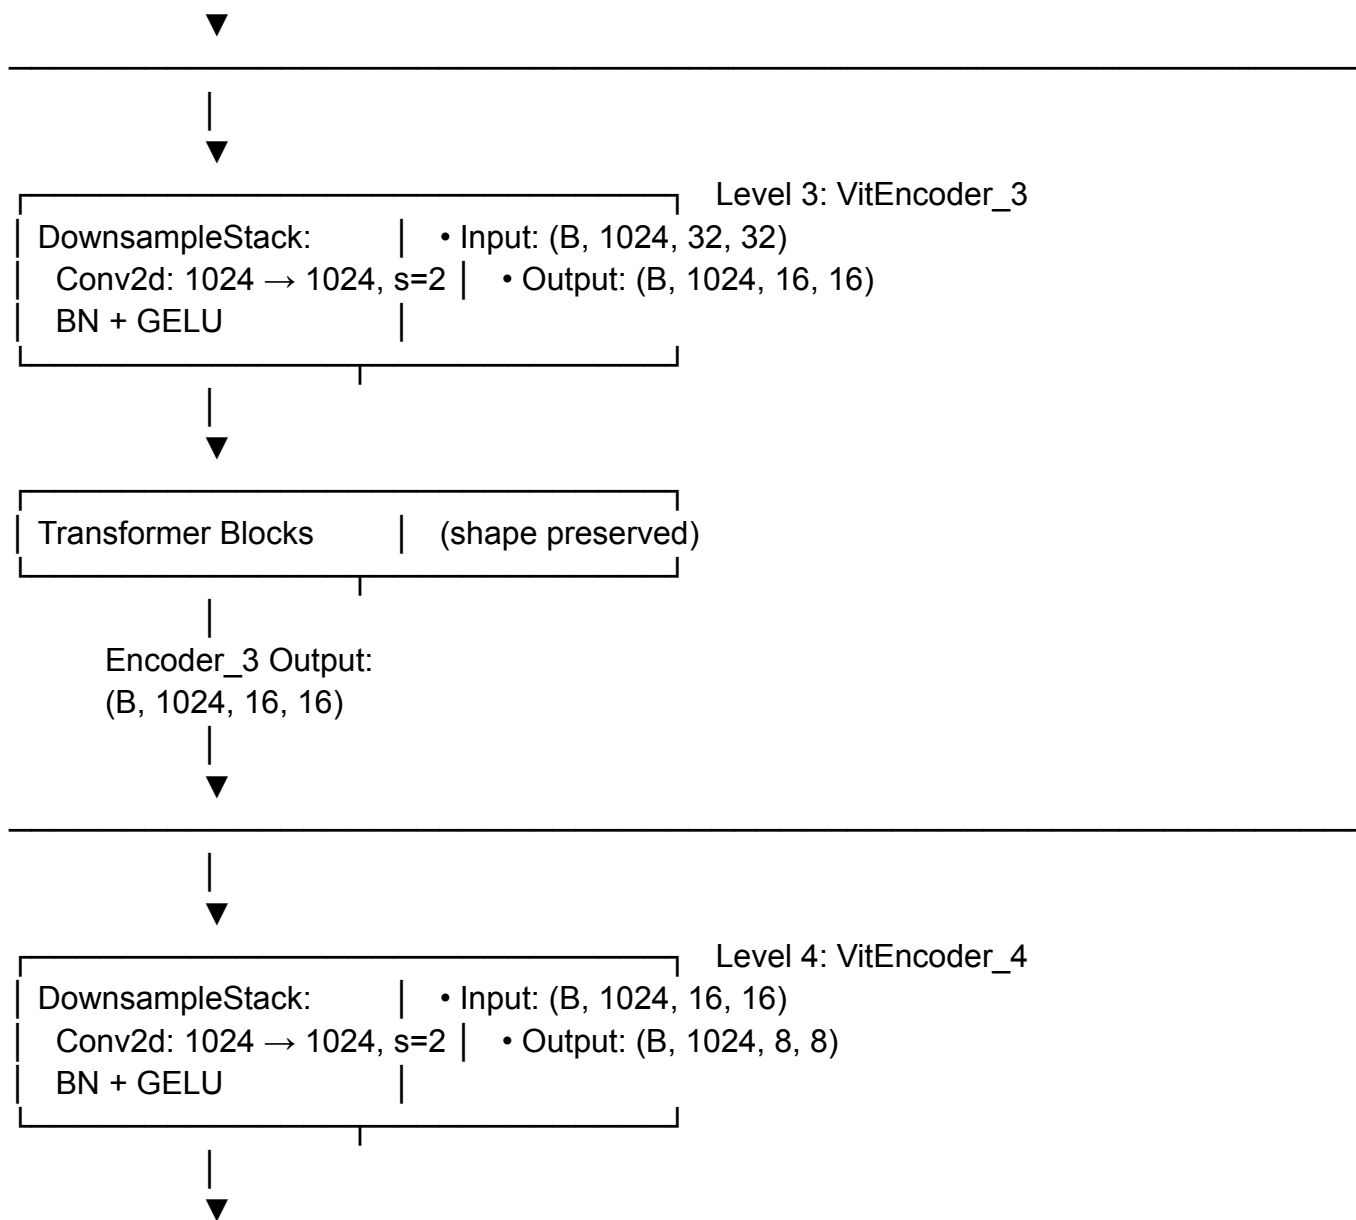 Level 3: VitEncoder_3
DownsampleStack: • Input: (B, 1024, 32, 32)
Conv2d: 1024 → 1024, s=2 • Output: (B, 1024, 16, 16)
BN + GELU
Transformer Blocks (shape preserved)
Encoder_3 Output:
(B, 1024, 16, 16)
Level 4: VitEncoder_4
DownsampleStack: • Input: (B, 1024, 16, 16)
Conv2d: 1024 → 1024, s=2 • Output: (B, 1024, 8, 8)
BN + GELU